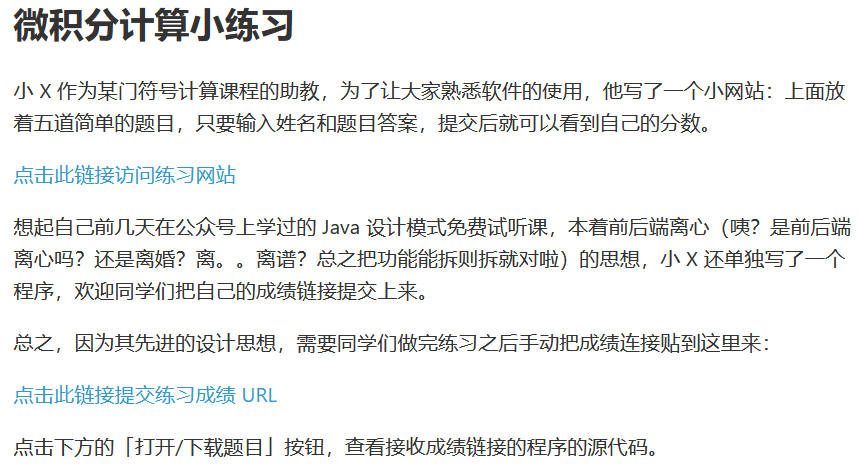 微积分计算小练习
小 X 作为某门符号计算课程的助教，为了让大家熟悉软件的使用，他写了一个小网站：上面放
着五道简单的题目，只要输入姓名和题目答案，提交后就可以看到自己的分数。
点击此链接访问练习网站
想起自己前几天在公众号上学过的 Java 设计模式免费试听课，本着前后端离心（咦？是前后端
离心吗？还是离婚？离。。离谱？总之把功能能拆则拆就对啦）的思想，小 X 还单独写了一个
程序，欢迎同学们把自己的成绩链接提交上来。
总之，因为其先进的设计思想，需要同学们做完练习之后手动把成绩连接贴到这里来：
点击此链接提交练习成绩 URL
点击下方的「打开/下载题目」按钮，查看接收成绩链接的程序的源代码。